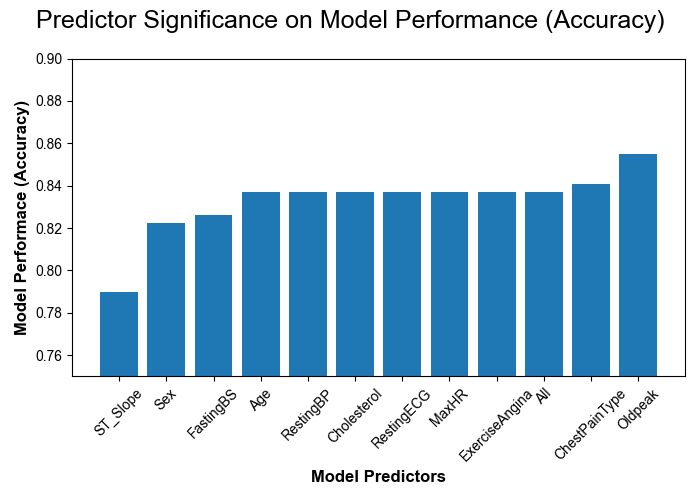 Predictor Significance on Model Performance (Accuracy)
0.90
0.88
0.86
0.84
0.82
0.80
0.78
0.76
Model Performace (Accuracy)
ST_Slope
Sex
FastingBS
Age
RestingBP
Cholesterol
RestingECG
MaxHR
ExerciseAngina
All
ChestPainType
Oldpeak
Model Predictors